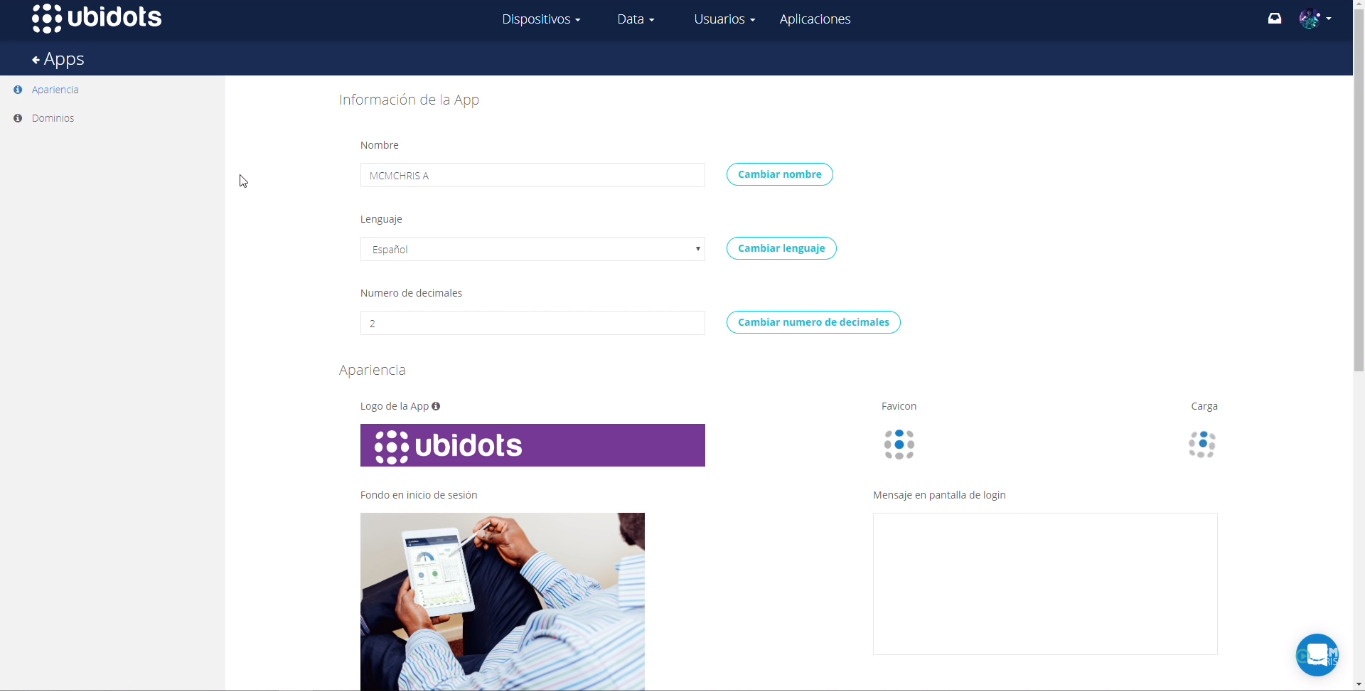 ubidots
Dispositivos Data Usuarios Aplicaciones
Apps
Apariencia
Dominios
Información de la App
Nombre
MCMCHRIS A
Cambiar nombre
Lenguaje
Español
Cambiar lenguaje
Numero de decimales
2
Cambiar numero de decimales
Apariencia
Logo de la App
Favicon
Carga
ubidots
Fondo en inicio de sesión
Mensaje en pantalla de login